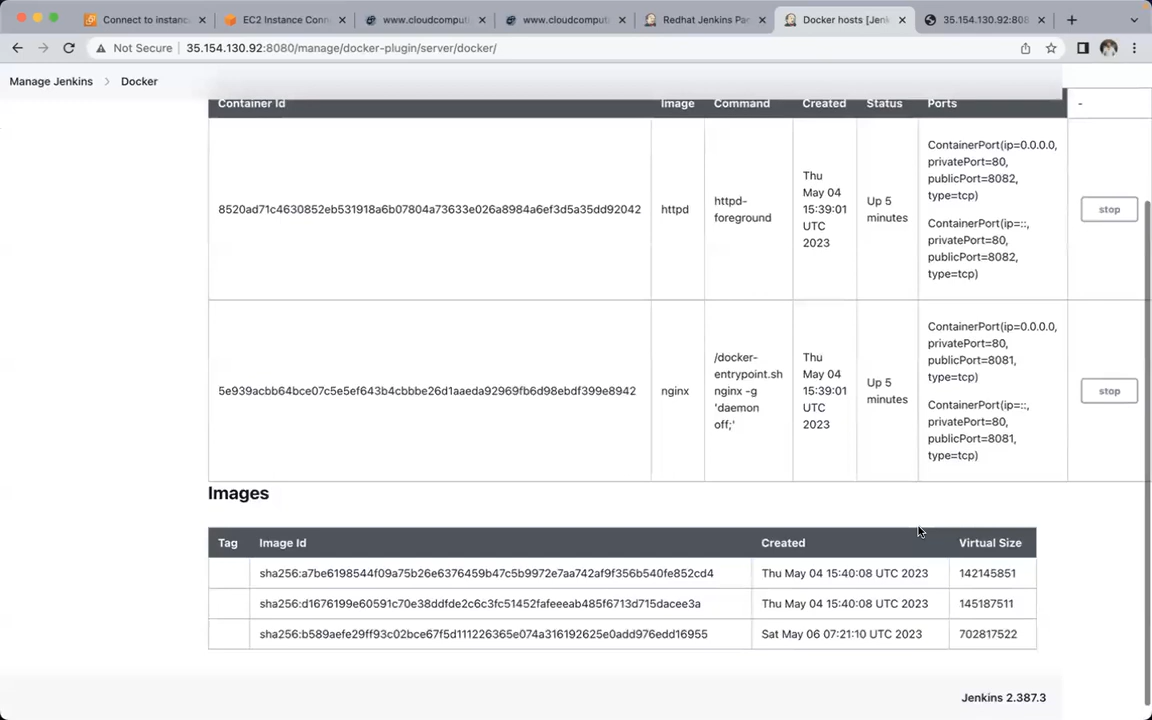 Connect to instanc
EC2 Instance Conn
www.cloudcomputi
www.cloudcomputi
Redhat Jenkins Pa
Docker hosts [Jenk
35.154.130.92:808
Not Secure 35.154.130.92:8080/manage/docker-plugin/server/docker/
Manage Jenkins > Docker
Container Id Image Command Created Status Ports -
8520ad71c4630852eb531918a6b07804a73633e026a8984a6ef3d5a35dd92042
httpd
httpd-
foreground
Thu
May 04
15:39:01
UTC
2023
Up 5
minutes
ContainerPort(ip=0.0.0.0,
privatePort=80,
publicPort=8082,
type=tcp)
ContainerPort(ip=::,
privatePort=80,
publicPort=8082,
type=tcp)
stop
5e939acbb64bce07c5e5ef643b4cbbbe26d1aaeda92969fb6d98ebdf399e8942
nginx
/docker-
entrypoint.sh
nginx -g
'daemon
off;'
Thu
May 04
15:39:01
UTC
2023
Up 5
minutes
ContainerPort(ip=0.0.0.0,
privatePort=80,
publicPort=8081,
type=tcp)
ContainerPort(ip=::,
privatePort=80,
publicPort=8081,
type=tcp)
stop
Images
Tag Image Id Created Virtual Size
sha256:a7be6198544f09a75b26e6376459b47c5b9972e7aa742af9f356b540fe852cd4 Thu May 04 15:40:08 UTC 2023 142145851
sha256:d1676199e60591c70e38ddfde2c6c3fc51452fafeeeab485f6713d715dacee3a Thu May 04 15:40:08 UTC 2023 145187511
sha256:b589aefe29ff93c02bce67f5d111226365e074a316192625e0add976edd16955 Sat May 06 07:21:10 UTC 2023 702817522
Jenkins 2.387.3